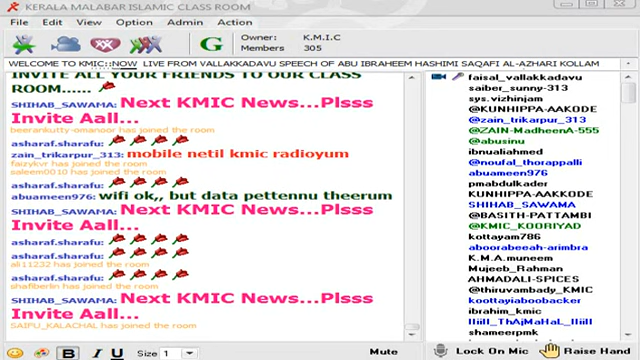 KERALA MALABAR ISLAMIC CLASS ROOM
File Edit View Option Admin Action
G
Owner: K.M.I.C
Members 305
WELCOME TO KMIC::NOW LIVE FROM VALLAKKADAVU SPEECH OF ABU IBRAHEEM HASHIMI SAQAFI AL-AZHARI KOLLAM
INVITE ALL YOUR FRIENDS TO OUR CLASS
ROOM......
SHIHAB_SAWAMA: Next KMIC News...Plsss
Invite Aall...
beerankutty-omanoor has joined the room
asharaf.sharafu:
zain_trikarpur_313: mobile netil kmic radioyum
faizykvr has joined the room
saleem0010 has joined the room
asharaf.sharafu:
abuameen976: wifi ok,, but data pettennu theerum
SHIHAB_SAWAMA: Next KMIC News...Plsss
Invite Aall...
asharaf.sharafu:
asharaf.sharafu:
ali11232 has joined the room
asharaf.sharafu:
shafiberlin has joined the room
SHIHAB_SAWAMA: Next KMIC News...Plsss
Invite Aall...
SAIFU_KALACHAL has joined the room
faisal_vallakkadavu
saiber_sunny-313
sys.vizhinjam
@KUNHIPPA-AAKODE
@zain_trikarpur_313
@ZAIN-MadheenA-555
@abusinu
ibnualiahmed
@noufal_thorappalli
abuameen976
pmabdulkader
KUNHIPPA-AAKODE
SHIHAB_SAWAMA
@BASITH-PATTAMBI
@KMIC_KOORIYAD
kottayam786
aboorabeeah-arimbra
K.M.A.muneem
Mujeeb_Rahman
AHMADALI-SPICES
@thiruvambady_KMIC
koottayiaboobacker
ibrahim_kmic
IIiiII_ThAjMaHaL_IIiiII
shameerpmk
B I U Size 1
Mute
Lock On Mic
Raise Hand